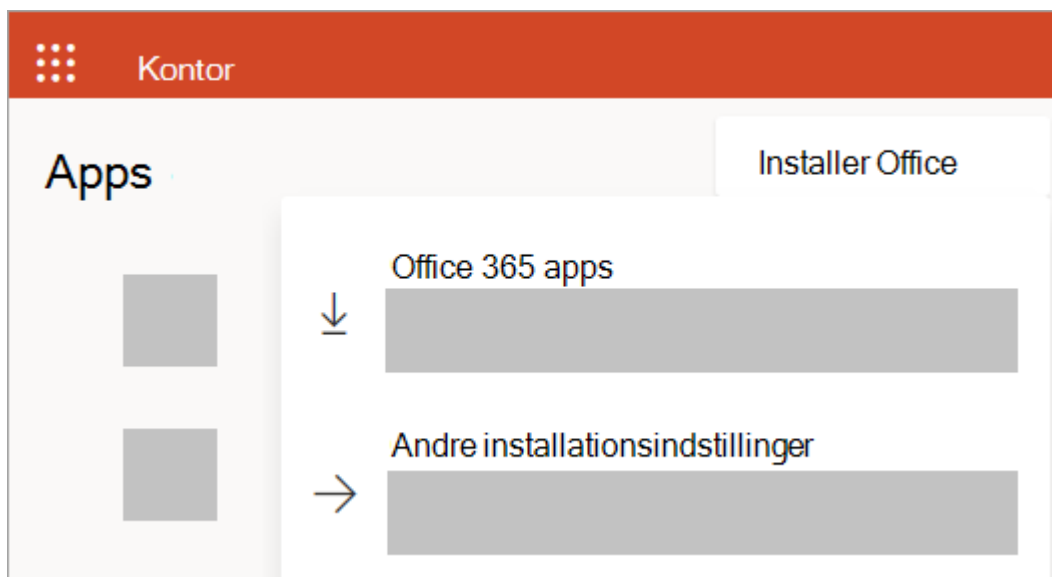 Kontor
Apps
Installer Office
Office 365 apps
Andre installationsindstillinger